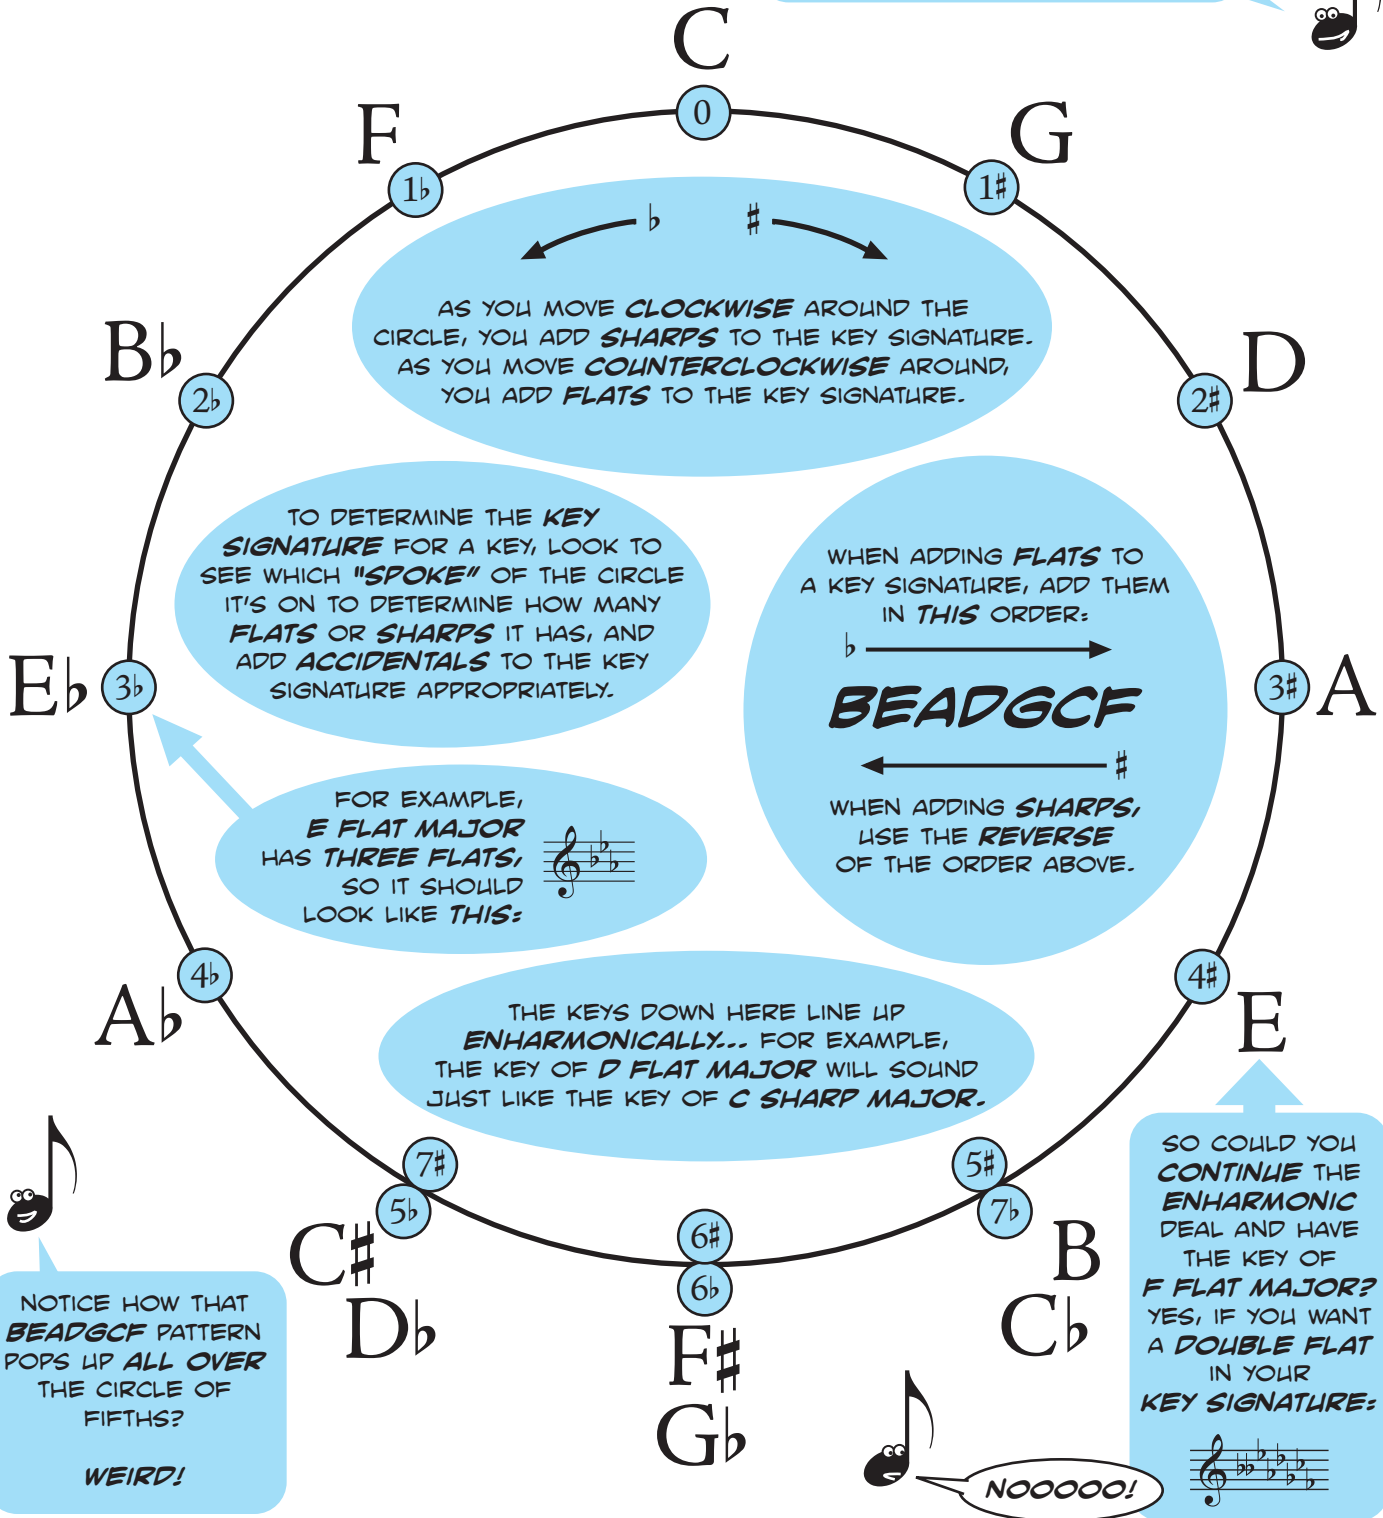 C
0
F
1♭
G
1♯
♭ ♯
AS YOU MOVE CLOCKWISE AROUND THE
CIRCLE, YOU ADD SHARPS TO THE KEY SIGNATURE.
AS YOU MOVE COUNTERCLOCKWISE AROUND,
YOU ADD FLATS TO THE KEY SIGNATURE.
B♭
2♭
D
2♯
TO DETERMINE THE KEY
SIGNATURE FOR A KEY, LOOK TO
SEE WHICH "SPOKE" OF THE CIRCLE
IT'S ON TO DETERMINE HOW MANY
FLATS OR SHARPS IT HAS, AND
ADD ACCIDENTALS TO THE KEY
SIGNATURE APPROPRIATELY.
WHEN ADDING FLATS TO
A KEY SIGNATURE, ADD THEM
IN THIS ORDER:
♭
BEADGCF
♯
WHEN ADDING SHARPS,
USE THE REVERSE
OF THE ORDER ABOVE.
E♭
3♭
3♯
A
FOR EXAMPLE,
E FLAT MAJOR
HAS THREE FLATS,
SO IT SHOULD
LOOK LIKE THIS:
4♭
A♭
4♯
E
THE KEYS DOWN HERE LINE UP
ENHARMONICALLY... FOR EXAMPLE,
THE KEY OF D FLAT MAJOR WILL SOUND
JUST LIKE THE KEY OF C SHARP MAJOR.
7♯
5♭
C♯
D♭
6♯
6♭
F♯
G♭
5♯
7♭
B
C♭
SO COULD YOU
CONTINUE THE
ENHARMONIC
DEAL AND HAVE
THE KEY OF
F FLAT MAJOR?
YES, IF YOU WANT
A DOUBLE FLAT
IN YOUR
KEY SIGNATURE:
NOTICE HOW THAT
BEADGCF PATTERN
POPS UP ALL OVER
THE CIRCLE OF
FIFTHS?
WEIRD!
NOOOOO!